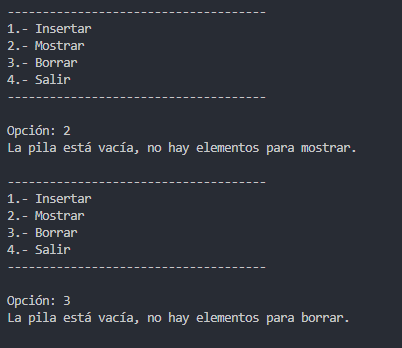 ------------------------------------
1.- Insertar
2.- Mostrar
3.- Borrar
4.- Salir
------------------------------------
Opción: 2
La pila está vacía, no hay elementos para mostrar.
------------------------------------
1.- Insertar
2.- Mostrar
3.- Borrar
4.- Salir
------------------------------------
Opción: 3
La pila está vacía, no hay elementos para borrar.